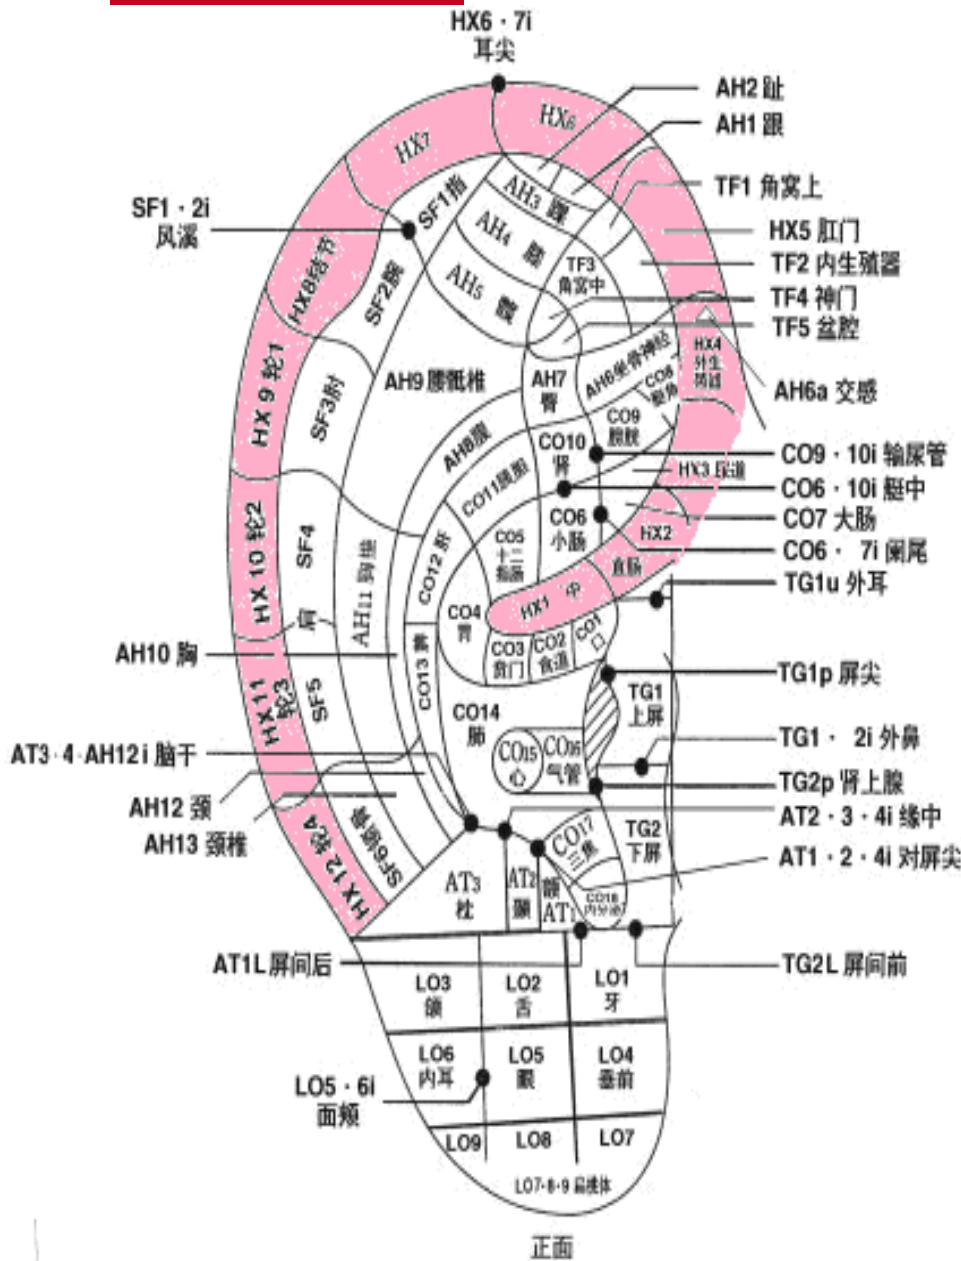 HX6·7i
耳尖
AH2 趾
AH1 跟
HX6
HX7
TF1 角窝上
SF1·2i
风溪
SF1指
AH3 踝
AH4 膝
HX5 肛门
TF2 内生殖器
TF3
角窝中
AH5 髋
TF4 神门
TF5 盆腔
HX8结节
SF2腕
HX4
外生
殖器
AH6坐骨神经
AH6a 交感
AH7
臀
AH9 腰骶椎
CO8
艇角
HX 9 轮1
SF3肘
CO9
膀胱
AH8腹
CO10
肾
CO9·10i 输尿管
HX3 尿道
CO11胰胆
CO6·10i 艇中
CO7 大肠
HX2
HX 10 轮2
SF4
肩
CO6
小肠
CO5
十二
指肠
CO12 肝
CO6· 7i 阑尾
直肠
AH11 胸椎
TG1u 外耳
HX1 中
CO4
胃
CO1
口
CO2
食道
CO3
贲门
AH10 胸
CO13 脾
TG1p 屏尖
HX11
轮3
SF5
TG1
上屏
CO14
肺
CO15
心
CO16
气管
TG1· 2i 外鼻
AT3·4·AH12 i 脑干
TG2p 肾上腺
AH12 颈
AT2·3·4i 缘中
AH13 颈椎
CO17
三焦
TG2
下屏
HX 12 轮4
SF6锁骨
AT1·2·4i 对屏尖
AT3
枕
AT2
颞
额
AT1
CO18
内分泌
AT1L 屏间后
TG2L 屏间前
LO3
颌
LO2
舌
LO1
牙
LO6
内耳
LO5
眼
LO4
垂前
LO5·6i
面颊
LO9
LO8
LO7
LO7·8·9 扁桃体
正面